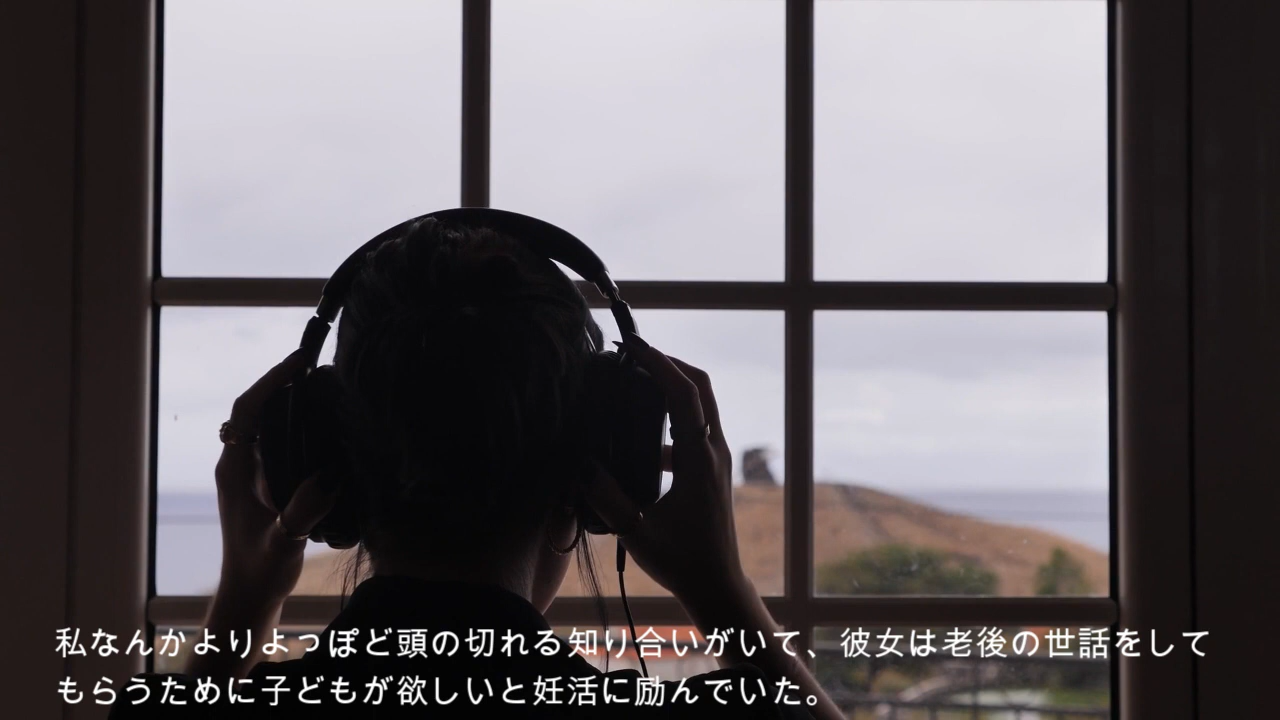 私なんかよりよっぽど頭の切れる知り合いがいて、彼女は老後の世話をして
もらうために子どもが欲しいと妊活に励んでいた。